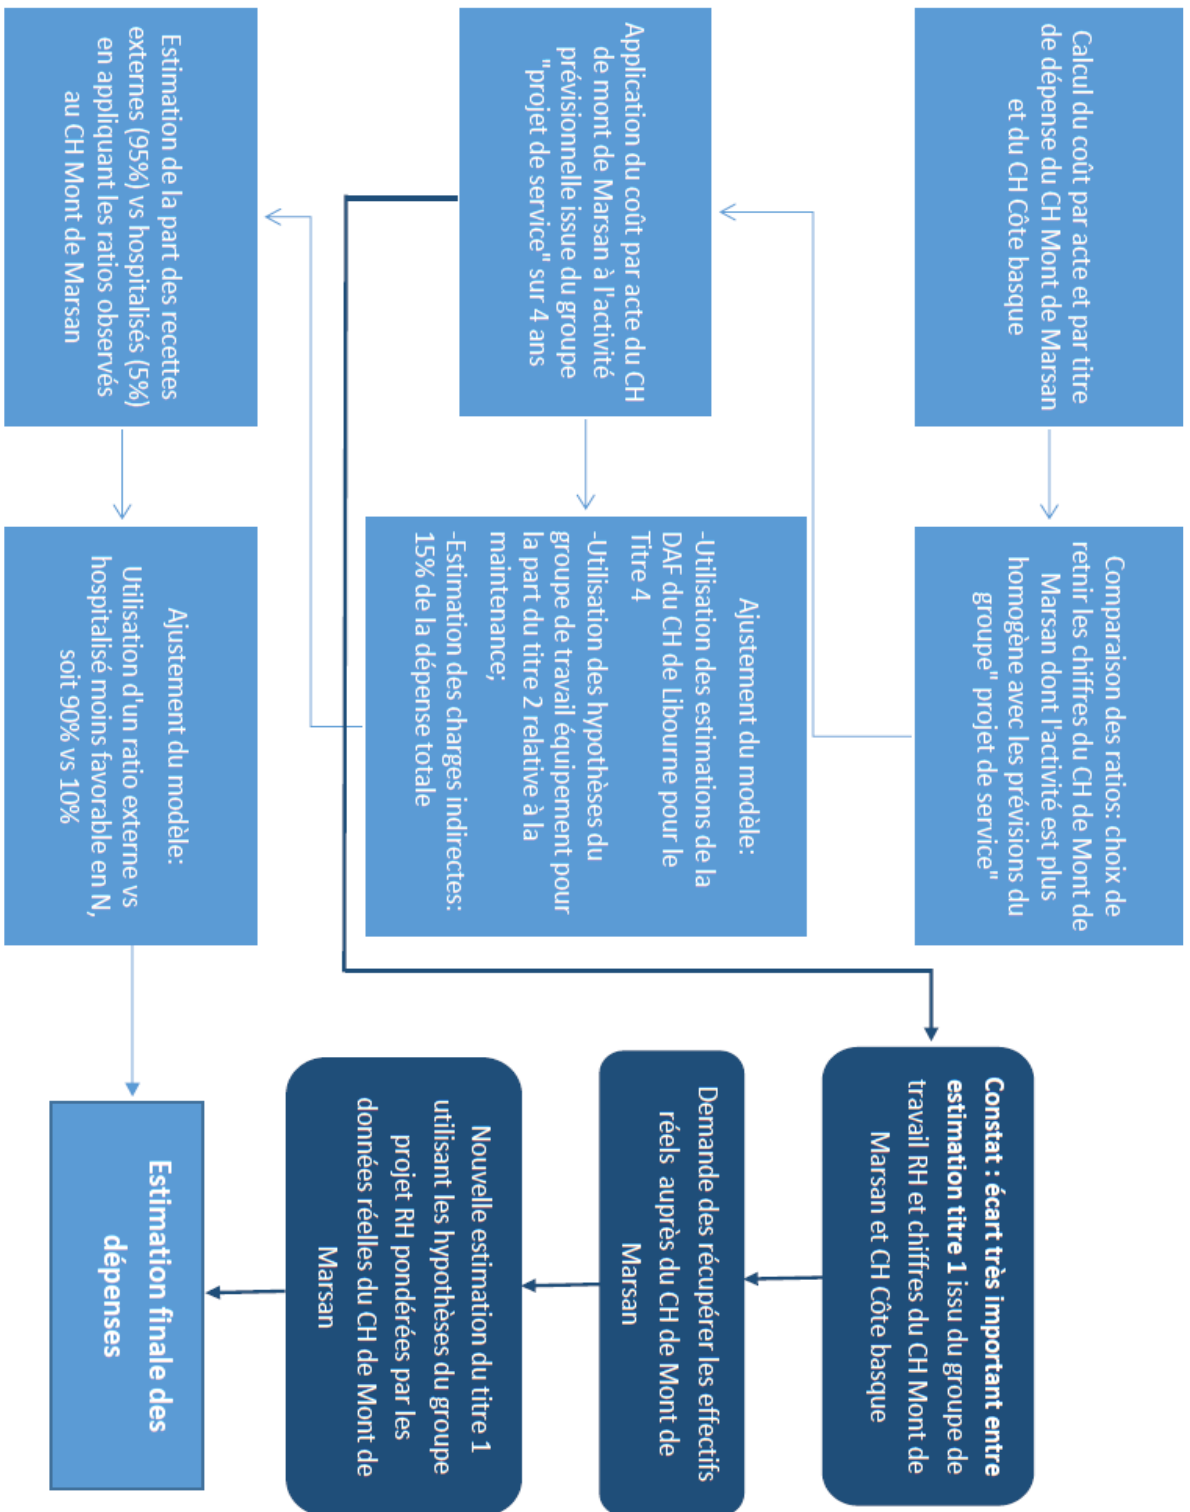 Calcul du coût par acte et par titre
de dépense du CH Mont de Marsan
et du CH Côte basque
Comparaison des ratios: choix de
retnir les chiffres du CH de Mont de
Marsan dont l'activité est plus
homogène avec les prévisions du
groupe" projet de service"
Application du coût par acte du CH
de mont de Marsan à l'activité
prévisionnelle issue du groupe
"projet de service" sur 4 ans
Ajustement du modèle:
-Utilisation des estimations de la
DAF du CH de Libourne pour le
Titre 4
-Utilisation des hypothèses du
groupe de travail équipement pour
la part du titre 2 relative à la
maintenance;
-Estimation des charges indirectes:
15% de la dépense totale
Estimation de la part des recettes
externes (95%) vs hospitalisés (5%)
en appliquant les ratios observés
au CH Mont de Marsan
Ajustement du modèle:
Utilisation d'un ratio externe vs
hospitalisé moins favorable en N,
soit 90% vs 10%
Constat : écart très important entre
estimation titre 1 issu du groupe de
travail RH et chiffres du CH Mont de
Marsan et CH Côte basque
Demande des récupérer les effectifs
réels auprès du CH de Mont de
Marsan
Nouvelle estimation du titre 1
utilisant les hypothèses du groupe
projet RH pondérées par les
données réelles du CH de Mont de
Marsan
Estimation finale des
dépenses